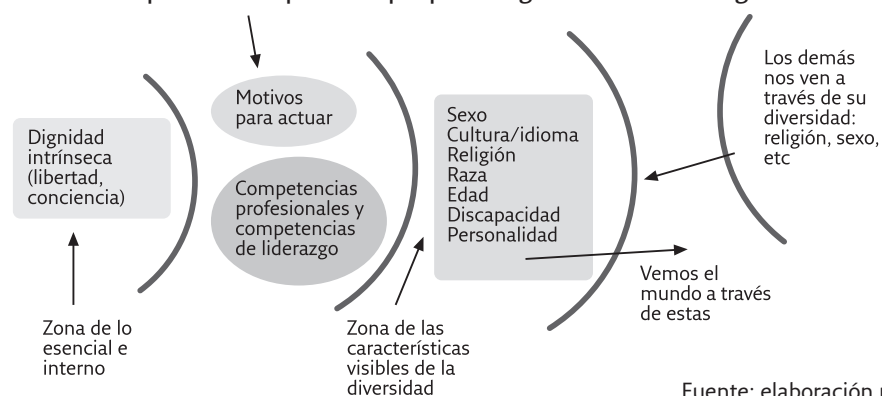 Dignidad
intrínseca
(libertad,
conciencia)
Motivos
para actuar
Competencias
profesionales y
competencias
de liderazgo
Sexo
Cultura/idioma
Religión
Raza
Edad
Discapacidad
Personalidad
Los demás
nos ven a
través de su
diversidad:
religión, sexo,
etc
Vemos el
mundo a través
de estas
Zona de lo
esencial e
interno
Zona de las
características
visibles de la
diversidad
Fuente: elaboración